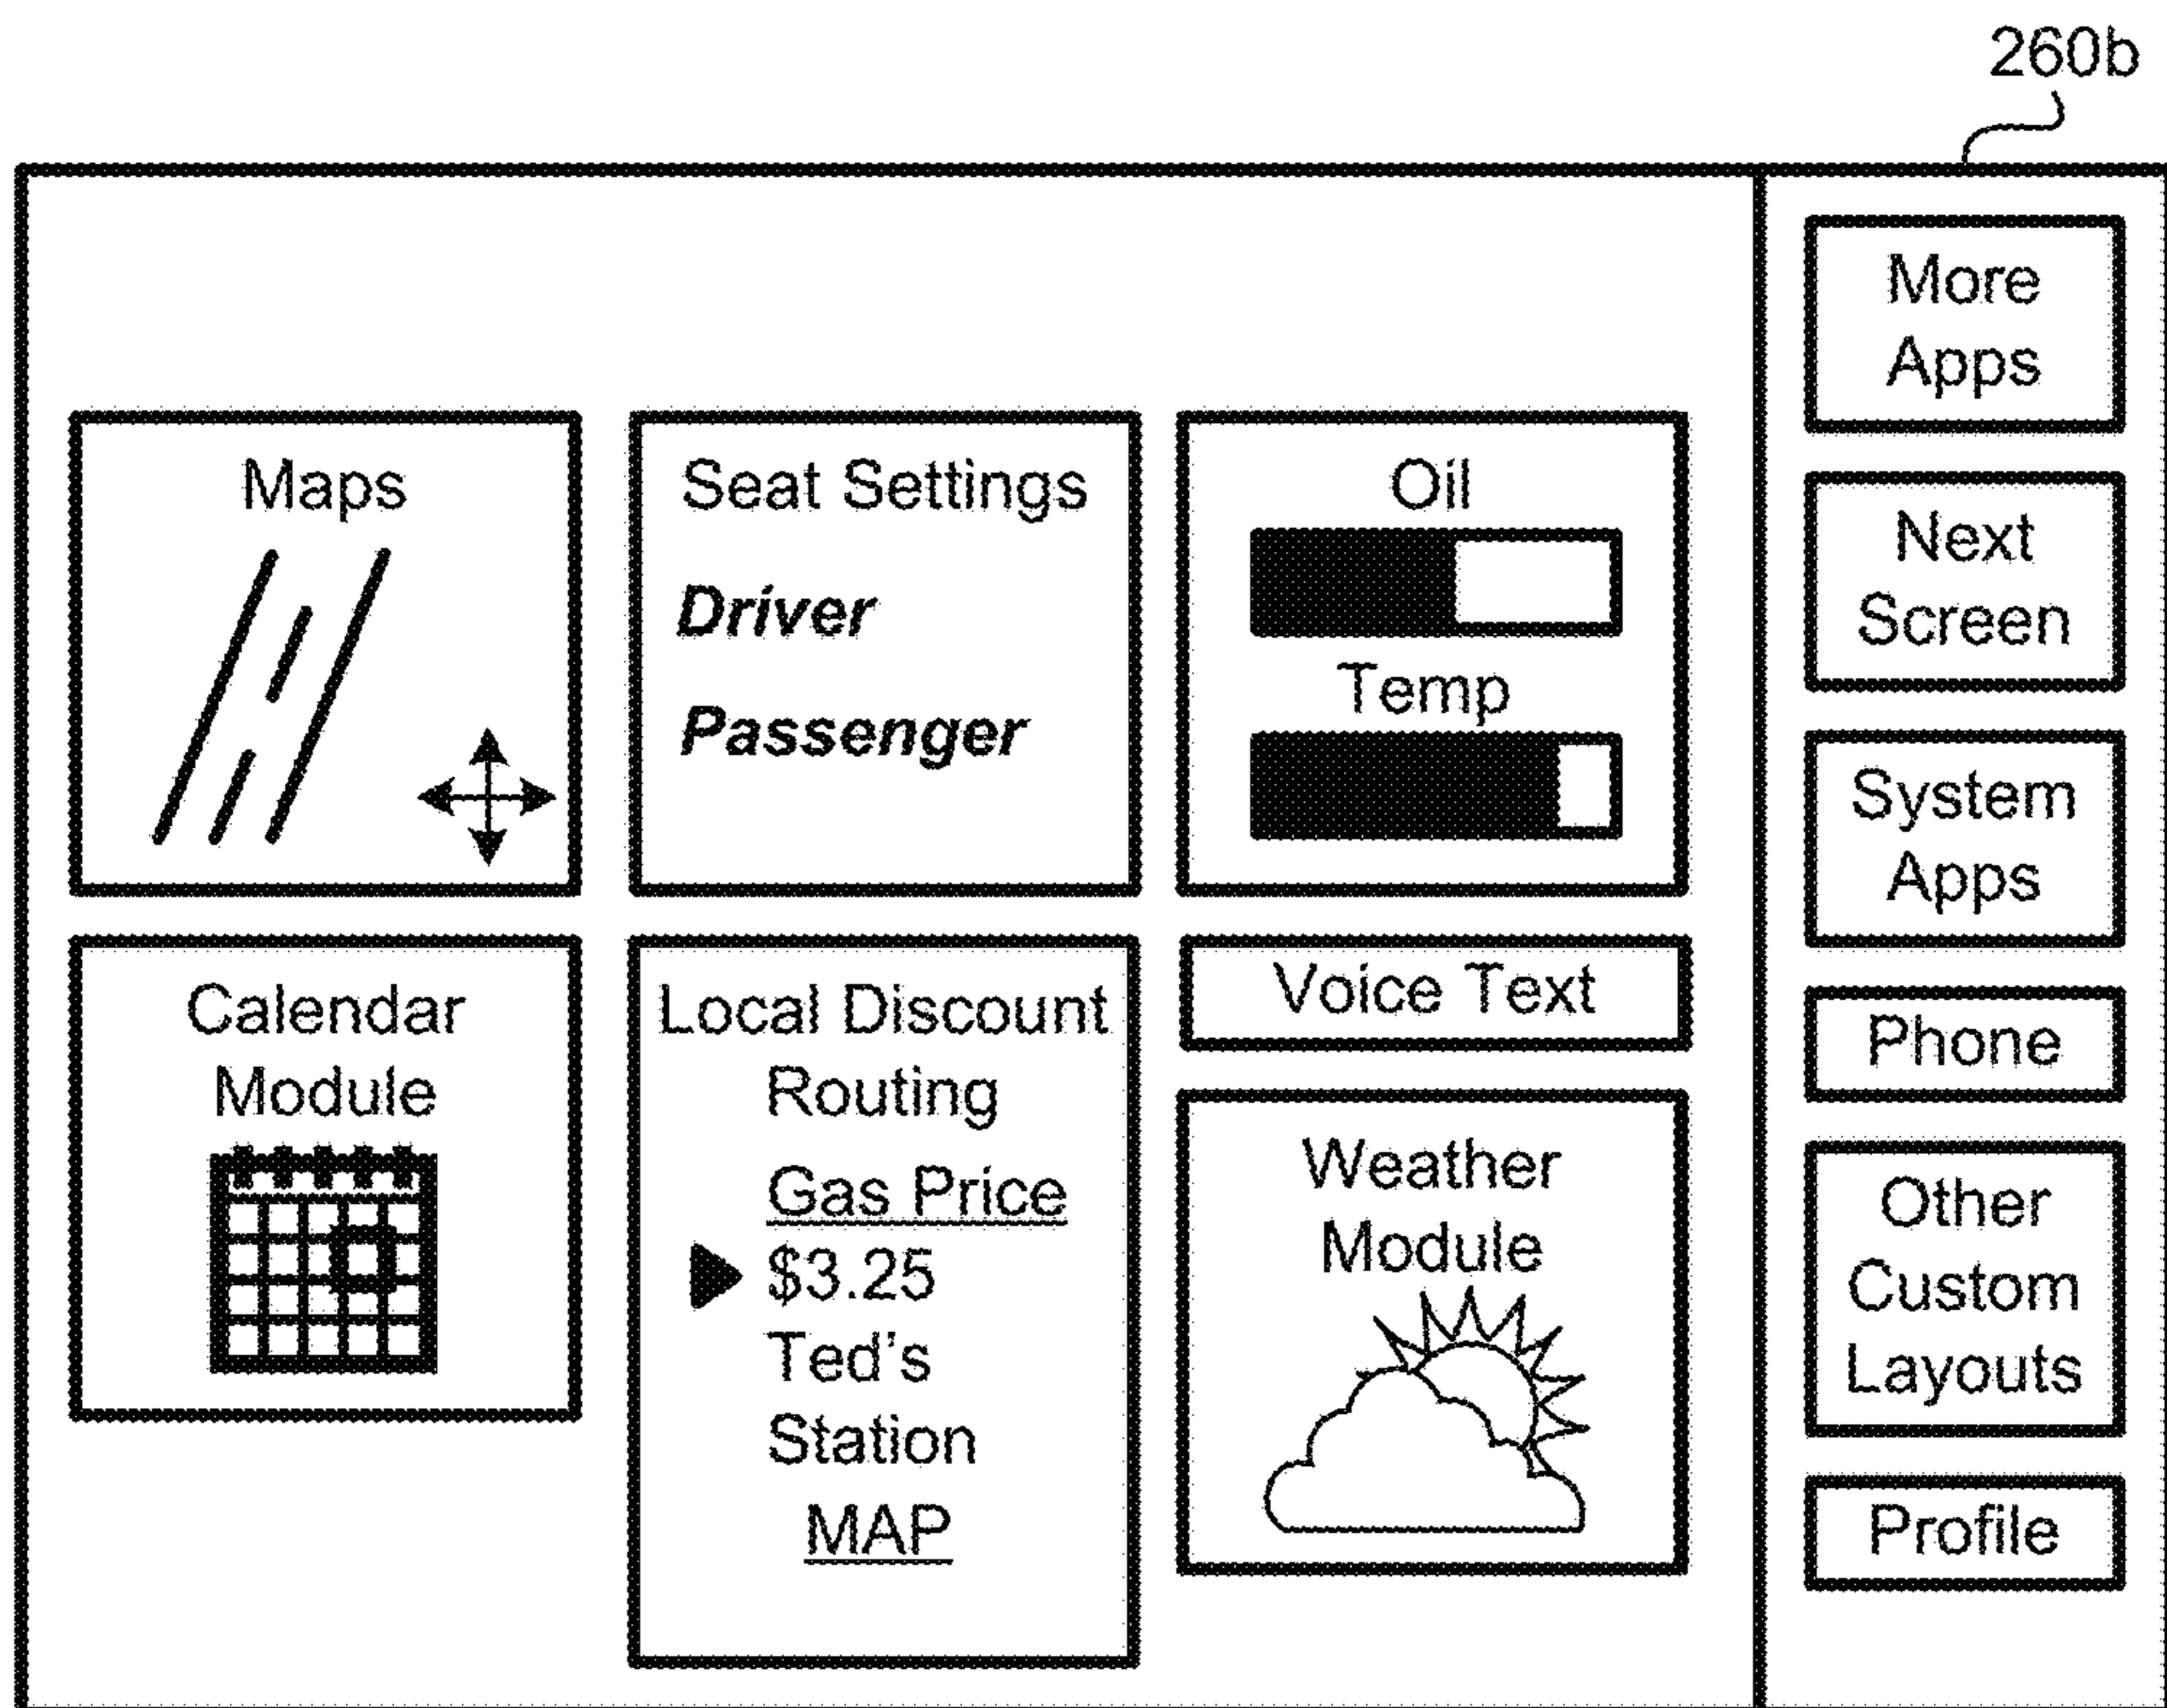 260b
Maps
Seat Settings
Driver
Passenger
Oil
Temp
Calendar
Module
Local Discount
Routing
Gas Price
$3.25
Ted's
Station
MAP
Voice Text
Weather
Module
More
Apps
Next
Screen
System
Apps
Phone
Other
Custom
Layouts
Profile